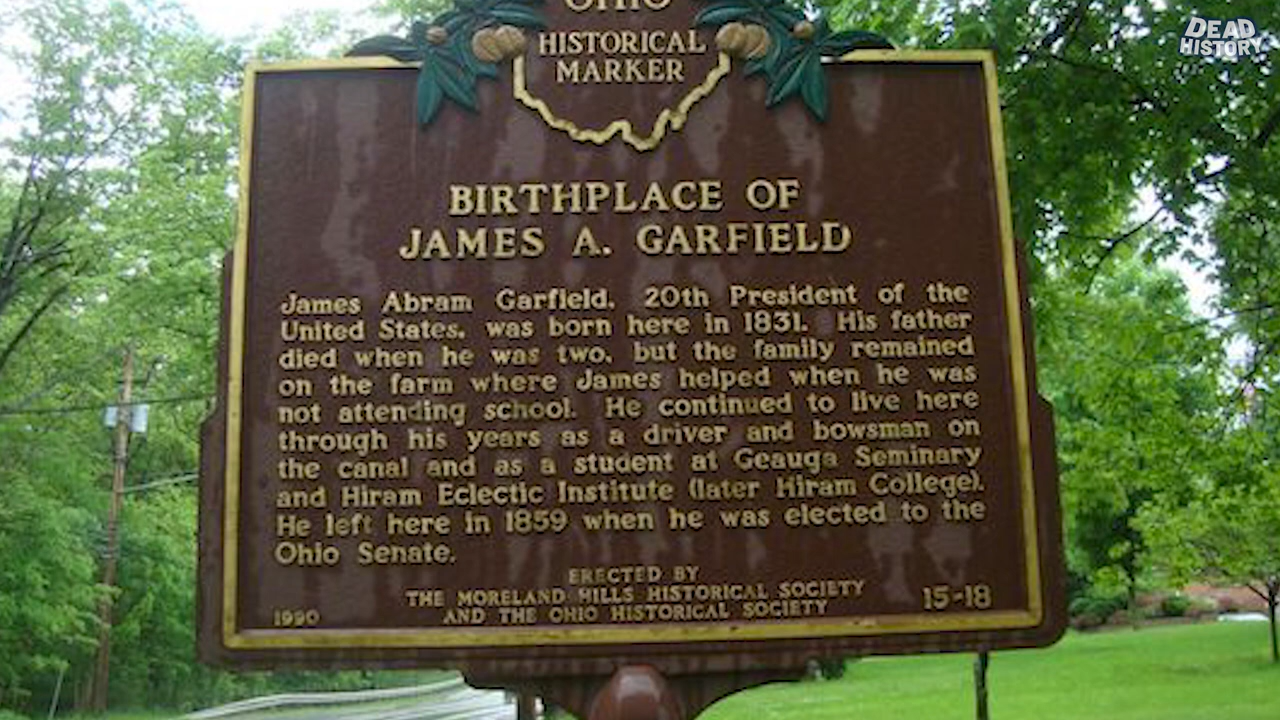 OHIO
HISTORICAL
MARKER
DEAD
HISTORY
BIRTHPLACE OF
JAMES A. GARFIELD
James Abram Garfield, 20th President of the
United States, was born here in 1831. His father
died when he was two, but the family remained
on the farm where James helped when he was
not attending school. He continued to live here
through his years as a driver and bowsman on
the canal and as a student at Geauga Seminary
and Hiram Eclectic Institute (later Hiram College).
He left here in 1859 when he was elected to the
Ohio Senate.
ERECTED BY
THE MORELAND HILLS HISTORICAL SOCIETY
AND THE OHIO HISTORICAL SOCIETY
1990
15-18